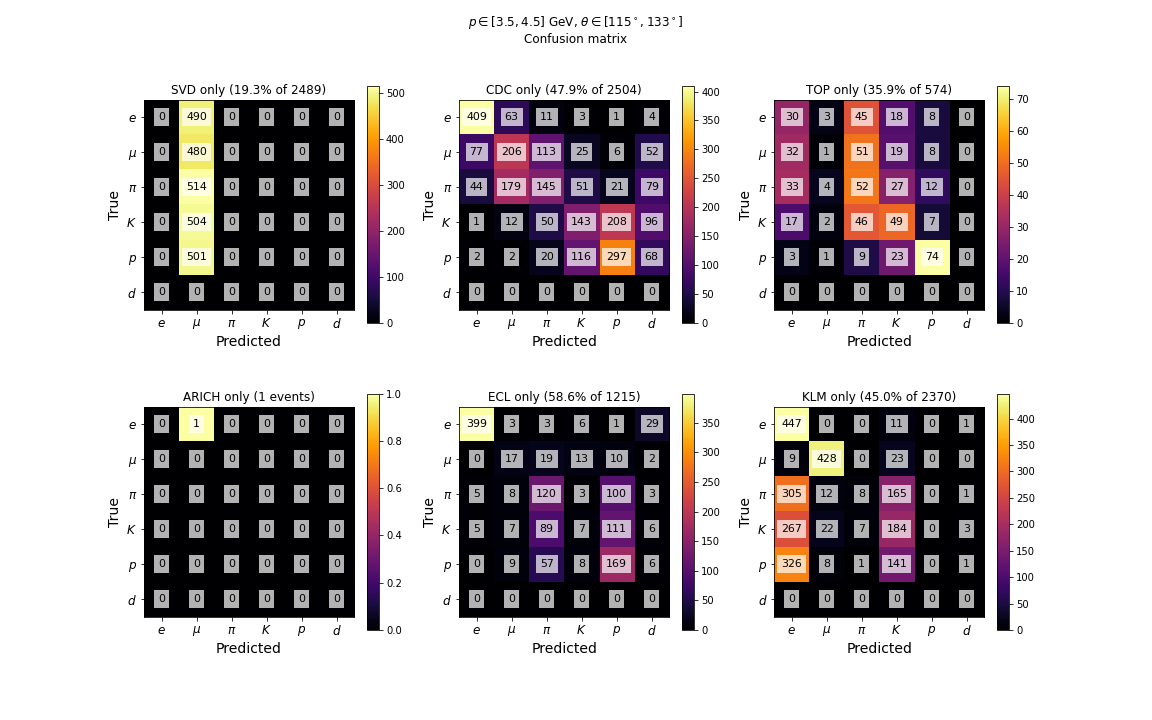 p ∈ [3.5, 4.5] GeV, θ ∈ [115°, 133°]
Confusion matrix
SVD only (19.3% of 2489)
e 0 490 0 0 0 0
μ 0 480 0 0 0 0
π 0 514 0 0 0 0
K 0 504 0 0 0 0
p 0 501 0 0 0 0
d 0 0 0 0 0 0
e μ π K p d
True
Predicted
500
400
300
200
100
0
CDC only (47.9% of 2504)
e 409 63 11 3 1 4
μ 77 206 113 25 6 52
π 44 179 145 51 21 79
K 1 12 50 143 208 96
p 2 2 20 116 297 68
d 0 0 0 0 0 0
e μ π K p d
True
Predicted
400
350
300
250
200
150
100
50
0
TOP only (35.9% of 574)
e 30 3 45 18 8 0
μ 32 1 51 19 8 0
π 33 4 52 27 12 0
K 17 2 46 49 7 0
p 3 1 9 23 74 0
d 0 0 0 0 0 0
e μ π K p d
True
Predicted
70
60
50
40
30
20
10
0
ARICH only (1 events)
e 0 1 0 0 0 0
μ 0 0 0 0 0 0
π 0 0 0 0 0 0
K 0 0 0 0 0 0
p 0 0 0 0 0 0
d 0 0 0 0 0 0
e μ π K p d
True
Predicted
1.0
0.8
0.6
0.4
0.2
0.0
ECL only (58.6% of 1215)
e 399 3 3 6 1 29
μ 0 17 19 13 10 2
π 5 8 120 3 100 3
K 5 7 89 7 111 6
p 0 9 57 8 169 6
d 0 0 0 0 0 0
e μ π K p d
True
Predicted
350
300
250
200
150
100
50
0
KLM only (45.0% of 2370)
e 447 0 0 11 0 1
μ 9 428 0 23 0 0
π 305 12 8 165 0 1
K 267 22 7 184 0 3
p 326 8 1 141 0 1
d 0 0 0 0 0 0
e μ π K p d
True
Predicted
400
350
300
250
200
150
100
50
0